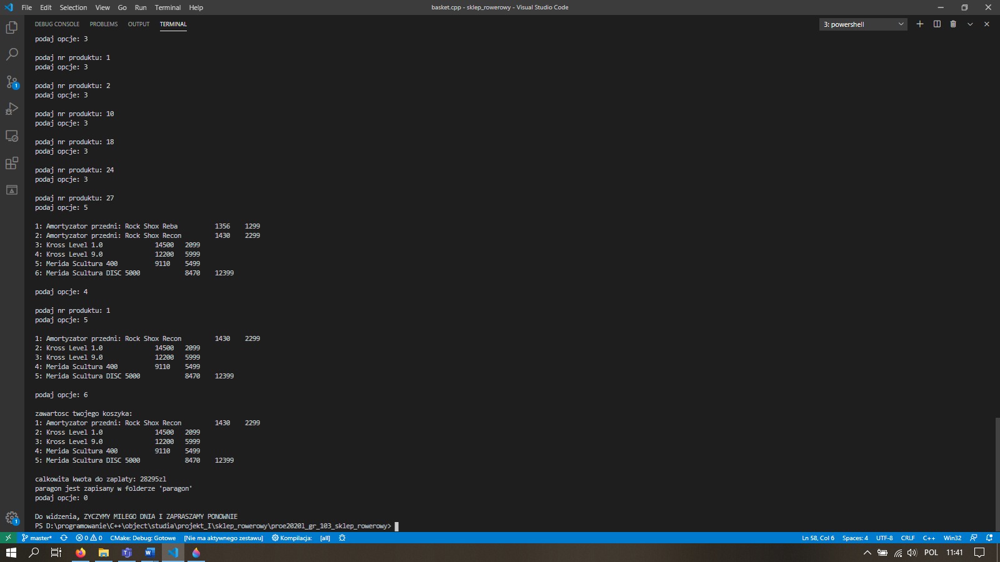 File Edit Selection View Go Run Terminal Help
basket.cpp - sklep_rowerowy - Visual Studio Code
DEBUG CONSOLE PROBLEMS OUTPUT TERMINAL
3: powershell
podaj opcje: 3
podaj nr produktu: 1
podaj opcje: 3
podaj nr produktu: 2
podaj opcje: 3
podaj nr produktu: 10
podaj opcje: 3
podaj nr produktu: 18
podaj opcje: 3
podaj nr produktu: 24
podaj opcje: 3
podaj nr produktu: 27
podaj opcje: 5
1: Amortyzator przedni: Rock Shox Reba 1356 1299
2: Amortyzator przedni: Rock Shox Recon 1430 2299
3: Kross Level 1.0 14500 2099
4: Kross Level 9.0 12200 5999
5: Merida Scultura 400 9110 5499
6: Merida Scultura DISC 5000 8470 12399
podaj opcje: 4
podaj nr produktu: 1
podaj opcje: 5
1: Amortyzator przedni: Rock Shox Recon 1430 2299
2: Kross Level 1.0 14500 2099
3: Kross Level 9.0 12200 5999
4: Merida Scultura 400 9110 5499
5: Merida Scultura DISC 5000 8470 12399
podaj opcje: 6
zawartosc twojego koszyka:
1: Amortyzator przedni: Rock Shox Recon 1430 2299
2: Kross Level 1.0 14500 2099
3: Kross Level 9.0 12200 5999
4: Merida Scultura 400 9110 5499
5: Merida Scultura DISC 5000 8470 12399
calkowita kwota do zaplaty: 28295zl
paragon jest zapisany w folderze 'paragon'
podaj opcje: 0
Do widzenia, ZYCZYMY MILEGO DNIA I ZAPRASZAMY PONOWNIE
PS D:\programowanie\C++\object\studia\projekt_I\sklep_rowerowy\proe2020l_gr_103_sklep_rowerowy>
master* 0 0 CMake: Debug: Gotowe [Nie ma aktywnego zestawu] Kompilacja: [all] Ln 58, Col 6 Spaces: 4 UTF-8 CRLF C++ Win32
POL 11:41